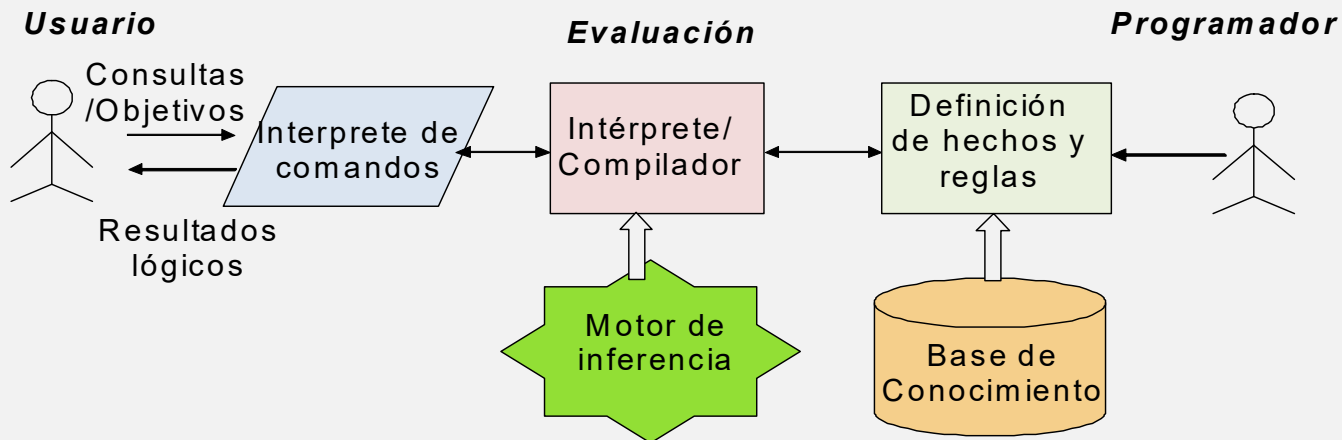 Usuario
Evaluación
Programador
Consultas
/Objetivos
Interprete de
comandos
Resultados
lógicos
Intérprete/
Compilador
Definición
de hechos y
reglas
Motor de
inferencia
Base de
Conocimiento